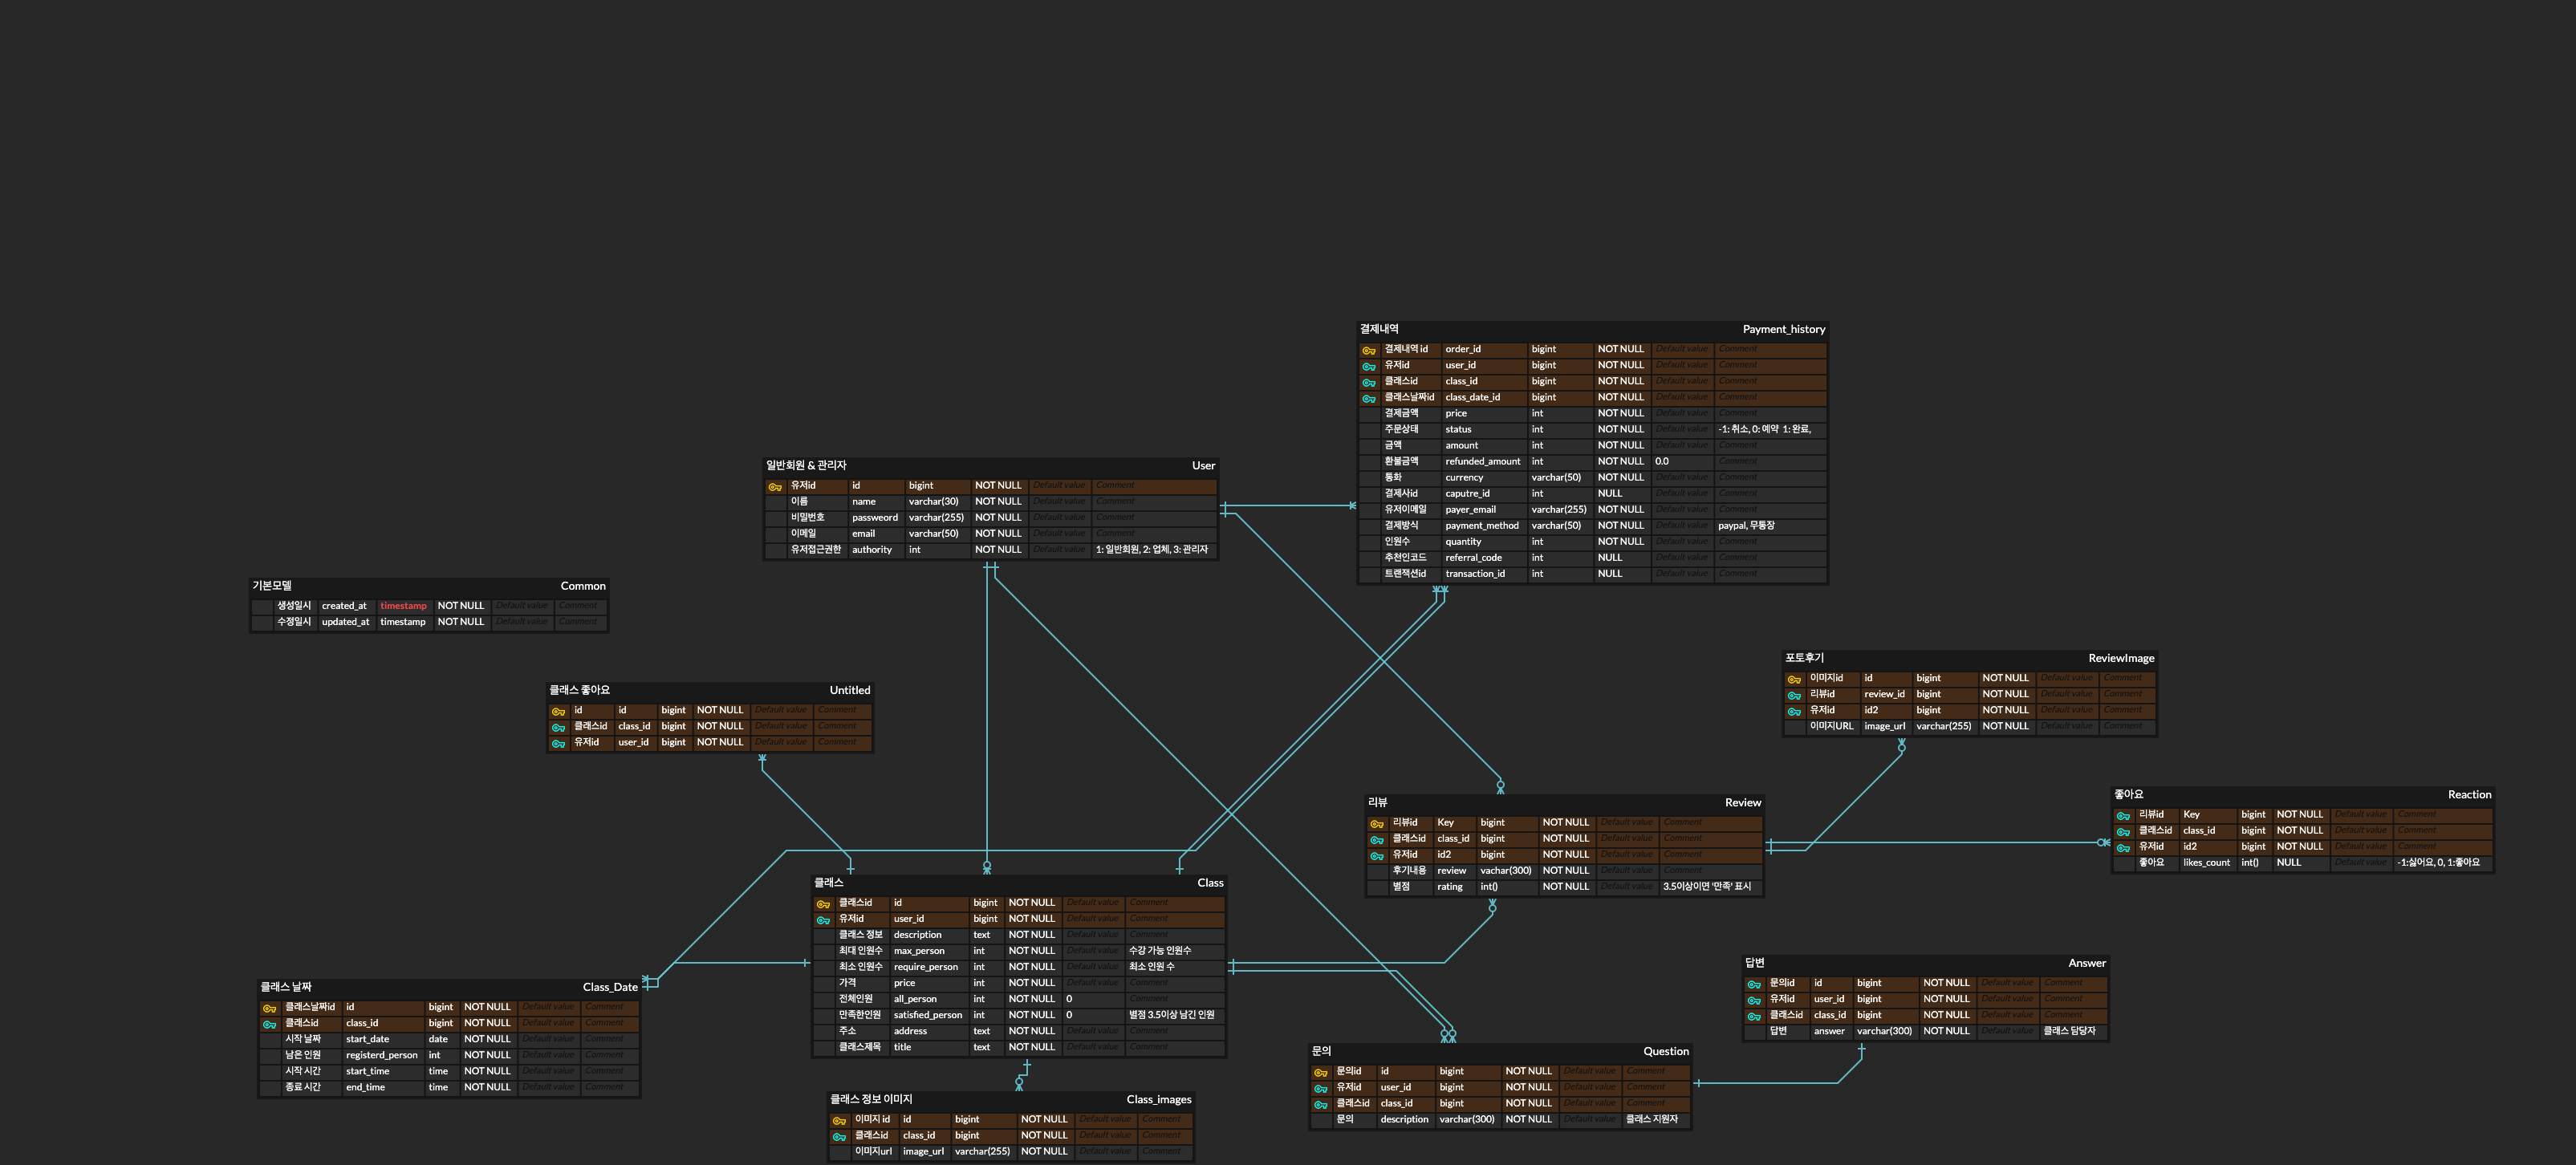 결제내역 Payment_history
결제내역 id order_id bigint NOT NULL Default value Comment
유저id user_id bigint NOT NULL Default value Comment
클래스id class_id bigint NOT NULL Default value Comment
클래스날짜id class_date_id bigint NOT NULL Default value Comment
결제금액 price int NOT NULL Default value Comment
주문상태 status int NOT NULL Default value -1: 취소, 0: 예약 1: 완료,
금액 amount int NOT NULL Default value Comment
환불금액 refunded_amount int NOT NULL 0.0 Comment
통화 currency varchar(50) NOT NULL Default value Comment
결제사id caputre_id int NULL Default value Comment
유저이메일 payer_email varchar(255) NOT NULL Default value Comment
결제방식 payment_method varchar(50) NOT NULL Default value paypal, 무통장
인원수 quantity int NOT NULL Default value Comment
추천인코드 referral_code int NULL Default value Comment
트랜잭션id transaction_id int NULL Default value Comment
일반회원 & 관리자 User
유저id id bigint NOT NULL Default value Comment
이름 name varchar(30) NOT NULL Default value Comment
비밀번호 passweord varchar(255) NOT NULL Default value Comment
이메일 email varchar(50) NOT NULL Default value Comment
유저접근권한 authority int NOT NULL Default value 1: 일반회원, 2: 업체, 3: 관리자
기본모델 Common
생성일시 created_at timestamp NOT NULL Default value Comment
수정일시 updated_at timestamp NOT NULL Default value Comment
포토후기 ReviewImage
이미지id id bigint NOT NULL Default value Comment
리뷰id review_id bigint NOT NULL Default value Comment
유저id id2 bigint NOT NULL Default value Comment
이미지URL image_url varchar(255) NOT NULL Default value Comment
클래스 좋아요 Untitled
id id bigint NOT NULL Default value Comment
클래스id class_id bigint NOT NULL Default value Comment
유저id user_id bigint NOT NULL Default value Comment
좋아요 Reaction
리뷰id Key bigint NOT NULL Default value Comment
클래스id class_id bigint NOT NULL Default value Comment
유저id id2 bigint NOT NULL Default value Comment
좋아요 likes_count int() NULL Default value -1:싫어요, 0, 1:좋아요
리뷰 Review
리뷰id Key bigint NOT NULL Default value Comment
클래스id class_id bigint NOT NULL Default value Comment
유저id id2 bigint NOT NULL Default value Comment
후기내용 review vachar(300) NOT NULL Default value Comment
별점 rating int() NOT NULL Default value 3.5이상이면 '만족' 표시
클래스 Class
클래스id id bigint NOT NULL Default value Comment
유저id user_id bigint NOT NULL Default value Comment
클래스 정보 description text NOT NULL Default value Comment
최대 인원수 max_person int NOT NULL Default value 수강 가능 인원수
최소 인원수 require_person int NOT NULL Default value 최소 인원 수
가격 price int NOT NULL Default value Comment
전체인원 all_person int NOT NULL 0 Comment
만족한인원 satisfied_person int NOT NULL 0 별점 3.5이상 남긴 인원
주소 address text NOT NULL Default value Comment
클래스제목 title text NOT NULL Default value Comment
답변 Answer
문의id id bigint NOT NULL Default value Comment
유저id user_id bigint NOT NULL Default value Comment
클래스id class_id bigint NOT NULL Default value Comment
답변 answer varchar(300) NOT NULL Default value 클래스 담당자
클래스 날짜 Class_Date
클래스날짜id id bigint NOT NULL Default value Comment
클래스id class_id bigint NOT NULL Default value Comment
시작 날짜 start_date date NOT NULL Default value Comment
남은 인원 registerd_person int NOT NULL Default value Comment
시작 시간 start_time time NOT NULL Default value Comment
종료 시간 end_time time NOT NULL Default value Comment
문의 Question
문의id id bigint NOT NULL Default value Comment
유저id user_id bigint NOT NULL Default value Comment
클래스id class_id bigint NOT NULL Default value Comment
문의 description varchar(300) NOT NULL Default value 클래스 지원자
클래스 정보 이미지 Class_images
이미지 id id bigint NOT NULL Default value Comment
클래스id class_id bigint NOT NULL Default value Comment
이미지url image_url varchar(255) NOT NULL Default value Comment